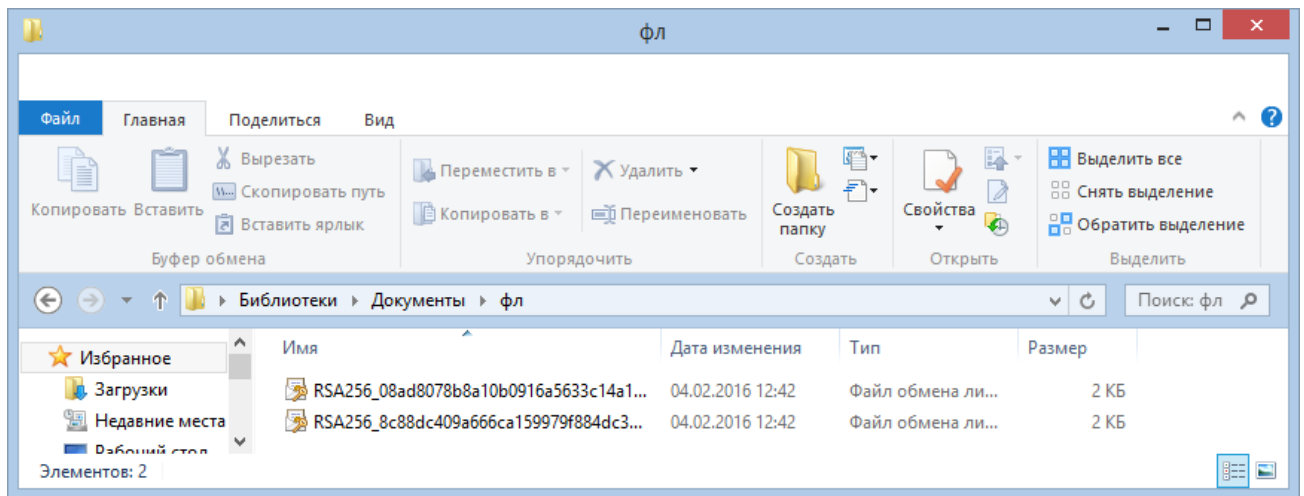 фл
Файл Главная Поделиться Вид
Копировать Вставить Вырезать Скопировать путь Вставить ярлык
Переместить в Копировать в Удалить Переименовать
Создать папку
Свойства
Выделить все
Снять выделение
Обратить выделение
Буфер обмена Упорядочить Создать Открыть Выделить
Библиотеки Документы фл Поиск: фл
Имя Дата изменения Тип Размер
Избранное
Загрузки RSA256_08ad8078b8a10b0916a5633c14a1... 04.02.2016 12:42 Файл обмена ли... 2 КБ
Недавние места RSA256_8c88dc409a666ca159979f884dc3... 04.02.2016 12:42 Файл обмена ли... 2 КБ
Рабочий стол
Элементов: 2